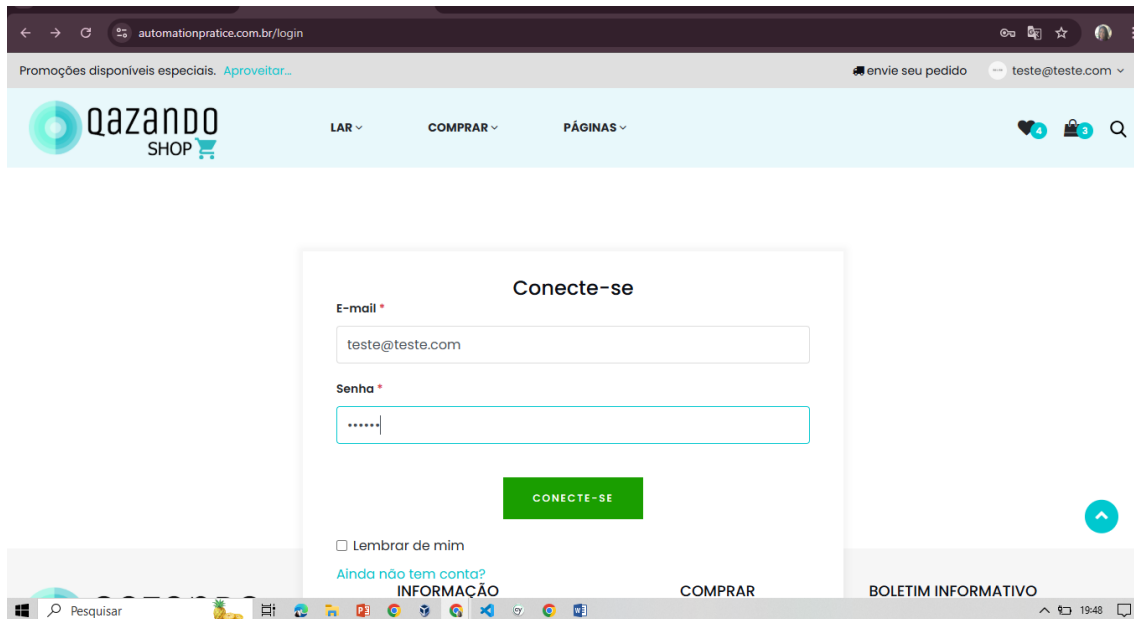 automationpratice.com.br/login
Promoções disponíveis especiais. Aproveitar...
envie seu pedido
teste@teste.com
Qazando
SHOP
LAR
COMPRAR
PÁGINAS
4
3
Conecte-se
E-mail *
teste@teste.com
Senha *
••••••
CONECTE-SE
Lembrar de mim
Ainda não tem conta?
INFORMAÇÃO
COMPRAR
BOLETIM INFORMATIVO
Pesquisar
19:48